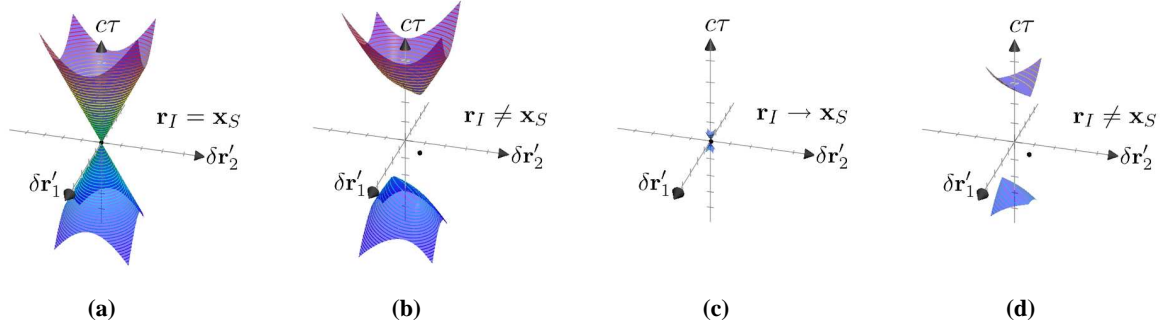 cτ
r_I = x_S
δr′_2
δr′_1
(a)
cτ
r_I ≠ x_S
δr′_2
δr′_1
(b)
cτ
r_I → x_S
δr′_2
δr′_1
(c)
cτ
r_I ≠ x_S
δr′_2
δr′_1
(d)